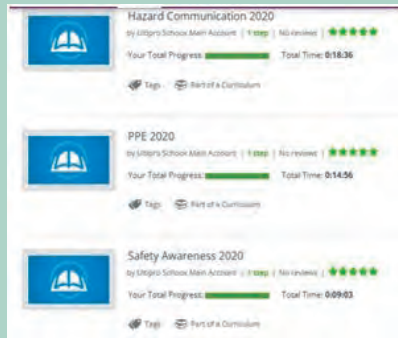 Hazard Communication 2020
by Ultipro Schoox Main Account | 1 step | No reviews |
Your Total Progress: Total Time: 0:18:36
Tags Part of a Curriculum
PPE 2020
by Ultipro Schoox Main Account | 1 step | No reviews |
Your Total Progress: Total Time: 0:14:56
Tags Part of a Curriculum
Safety Awareness 2020
by Ultipro Schoox Main Account | 1 step | No reviews |
Your Total Progress: Total Time: 0:09:03
Tags Part of a Curriculum